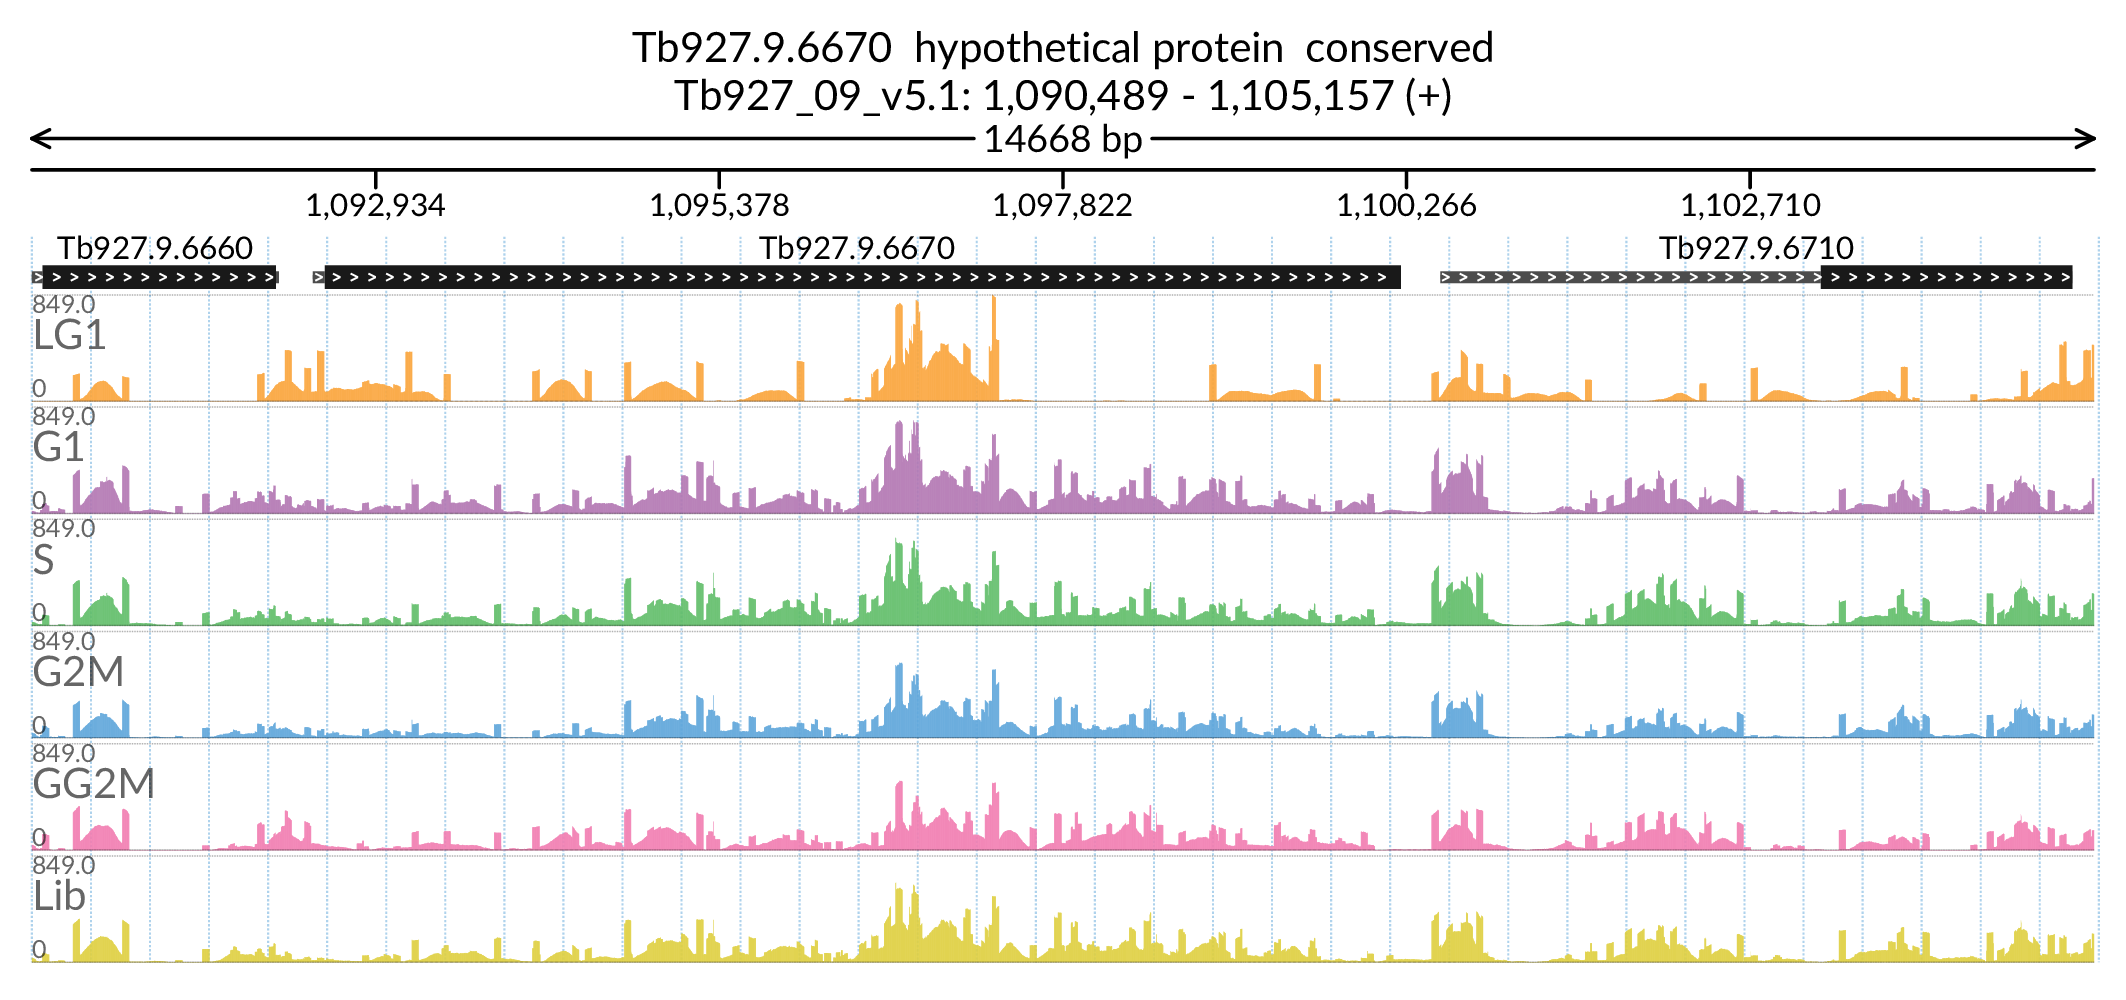 Tb927.9.6670  hypothetical protein  conserved
Tb927_09_v5.1: 1,090,489 - 1,105,157 (+)
14668 bp
1,092,934 1,095,378 1,097,822 1,100,266 1,102,710
Tb927.9.6660 Tb927.9.6670 Tb927.9.6710
849.0
LG1
0
849.0
G1
0
849.0
S
0
849.0
G2M
0
849.0
GG2M
0
849.0
Lib
0